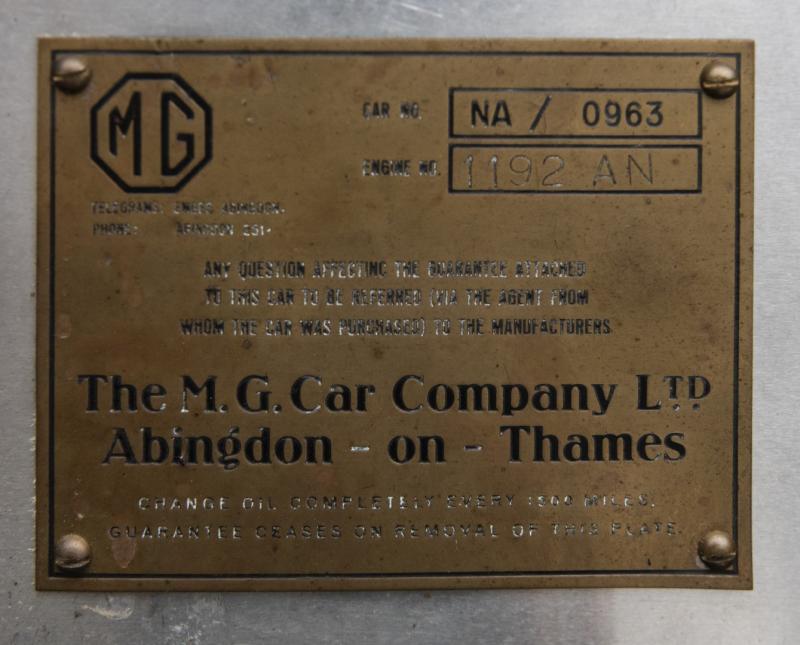 MG
CAR NO. NA / 0963
ENGINE NO. 1192 AN
TELEGRAMS: EMGEE ABINGDON.
PHONE: ABINGDON 251.
ANY QUESTION AFFECTING THE GUARANTEE ATTACHED
TO THIS CAR TO BE REFERRED (VIA THE AGENT FROM
WHOM THE CAR WAS PURCHASED) TO THE MANUFACTURERS
The M.G. Car Company LTD
Abingdon - on - Thames
CHANGE OIL COMPLETELY EVERY 1500 MILES.
GUARANTEE CEASES ON REMOVAL OF THIS PLATE.